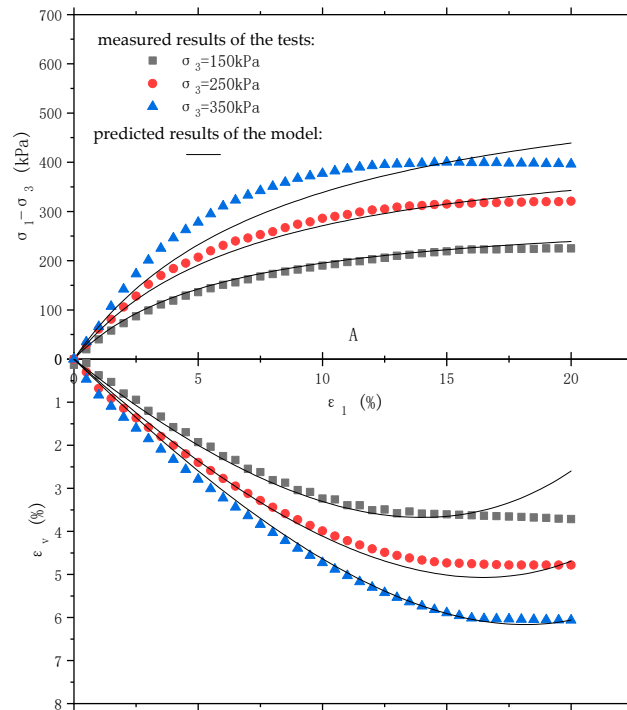 700
measured results of the tests:
σ₃=150kPa
600
σ₃=250kPa
σ₃=350kPa
500
predicted results of the model:
400
σ₁-σ₃ (kPa)
300
200
100
A
0
0 5 10 15 20
1
ε₁ (%)
2
3
4
ε_v (%)
5
6
7
8